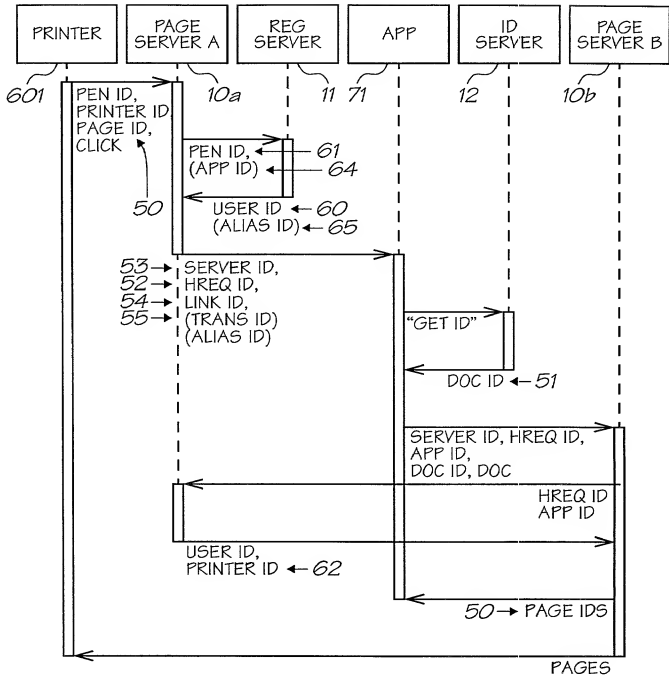 PRINTER
PAGE
SERVER A
REG
SERVER
APP
ID
SERVER
PAGE
SERVER B
601
10a
11
71
12
10b
PEN ID,
PRINTER ID
PAGE ID,
CLICK
50
PEN ID,
(APP ID)
61
64
USER ID
(ALIAS ID)
60
65
53
52
54
55
SERVER ID,
HREQ ID,
LINK ID,
(TRANS ID)
(ALIAS ID)
"GET ID"
DOC ID
51
SERVER ID, HREQ ID,
APP ID,
DOC ID, DOC
HREQ ID
APP ID
USER ID,
PRINTER ID
62
50
PAGE IDS
PAGES